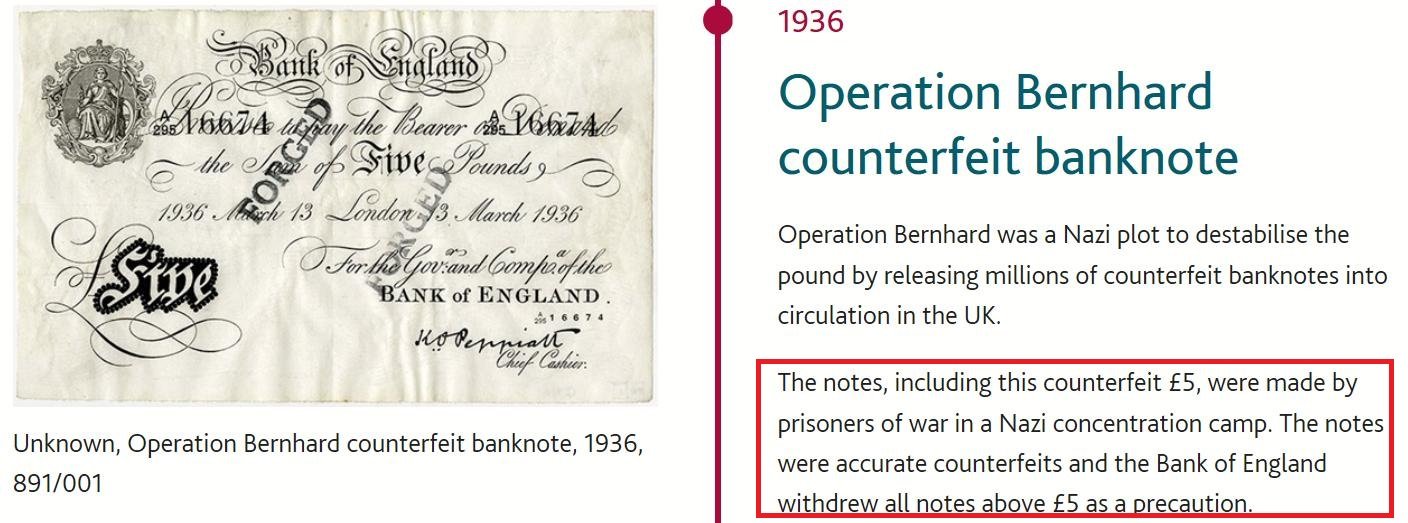 Bank of England
A
295 16674 A
295 16674
I Promise to pay the Bearer on Demand
the Sum of Five Pounds
1936 March 13 London 13 March 1936
FORGED
FORGED
For the Govr. and Compa. of the
BANK of ENGLAND.
A
295 16674
K O Peppiatt
Chief Cashier.
£Five
Unknown, Operation Bernhard counterfeit banknote, 1936,
891/001
1936
Operation Bernhard
counterfeit banknote
Operation Bernhard was a Nazi plot to destabilise the
pound by releasing millions of counterfeit banknotes into
circulation in the UK.
The notes, including this counterfeit £5, were made by
prisoners of war in a Nazi concentration camp. The notes
were accurate counterfeits and the Bank of England
withdrew all notes above £5 as a precaution.